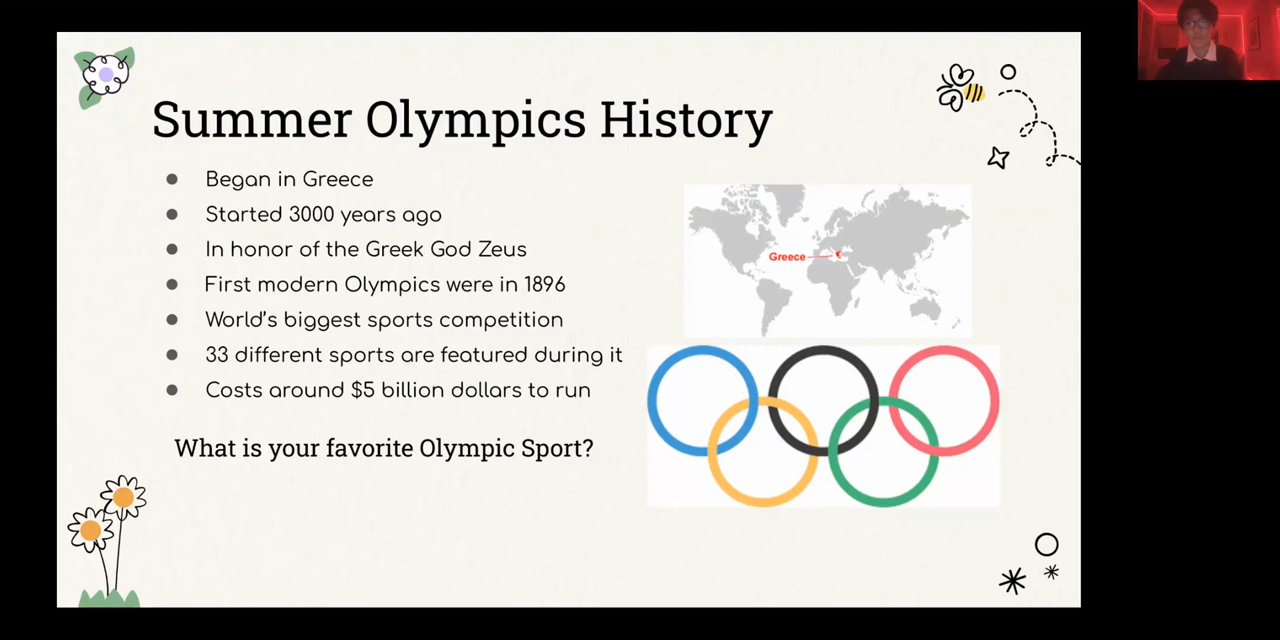 Summer Olympics History
Began in Greece
Started 3000 years ago
In honor of the Greek God Zeus
First modern Olympics were in 1896
World's biggest sports competition
33 different sports are featured during it
Costs around $5 billion dollars to run
What is your favorite Olympic Sport?
Greece